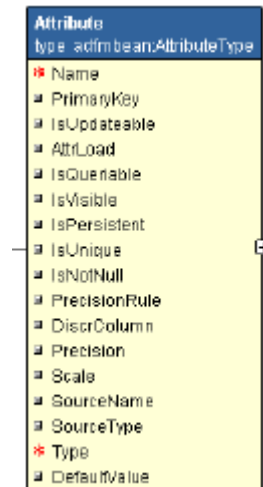 Attribute
type adfmbean:AttributeType
Name
PrimaryKey
IsUpdateable
AttrLoad
IsQueriable
IsVisible
IsPersistent
IsUnique
IsNotNull
PrecisionRule
DiscrColumn
Precision
Scale
SourceName
SourceType
Type
DefaultValue